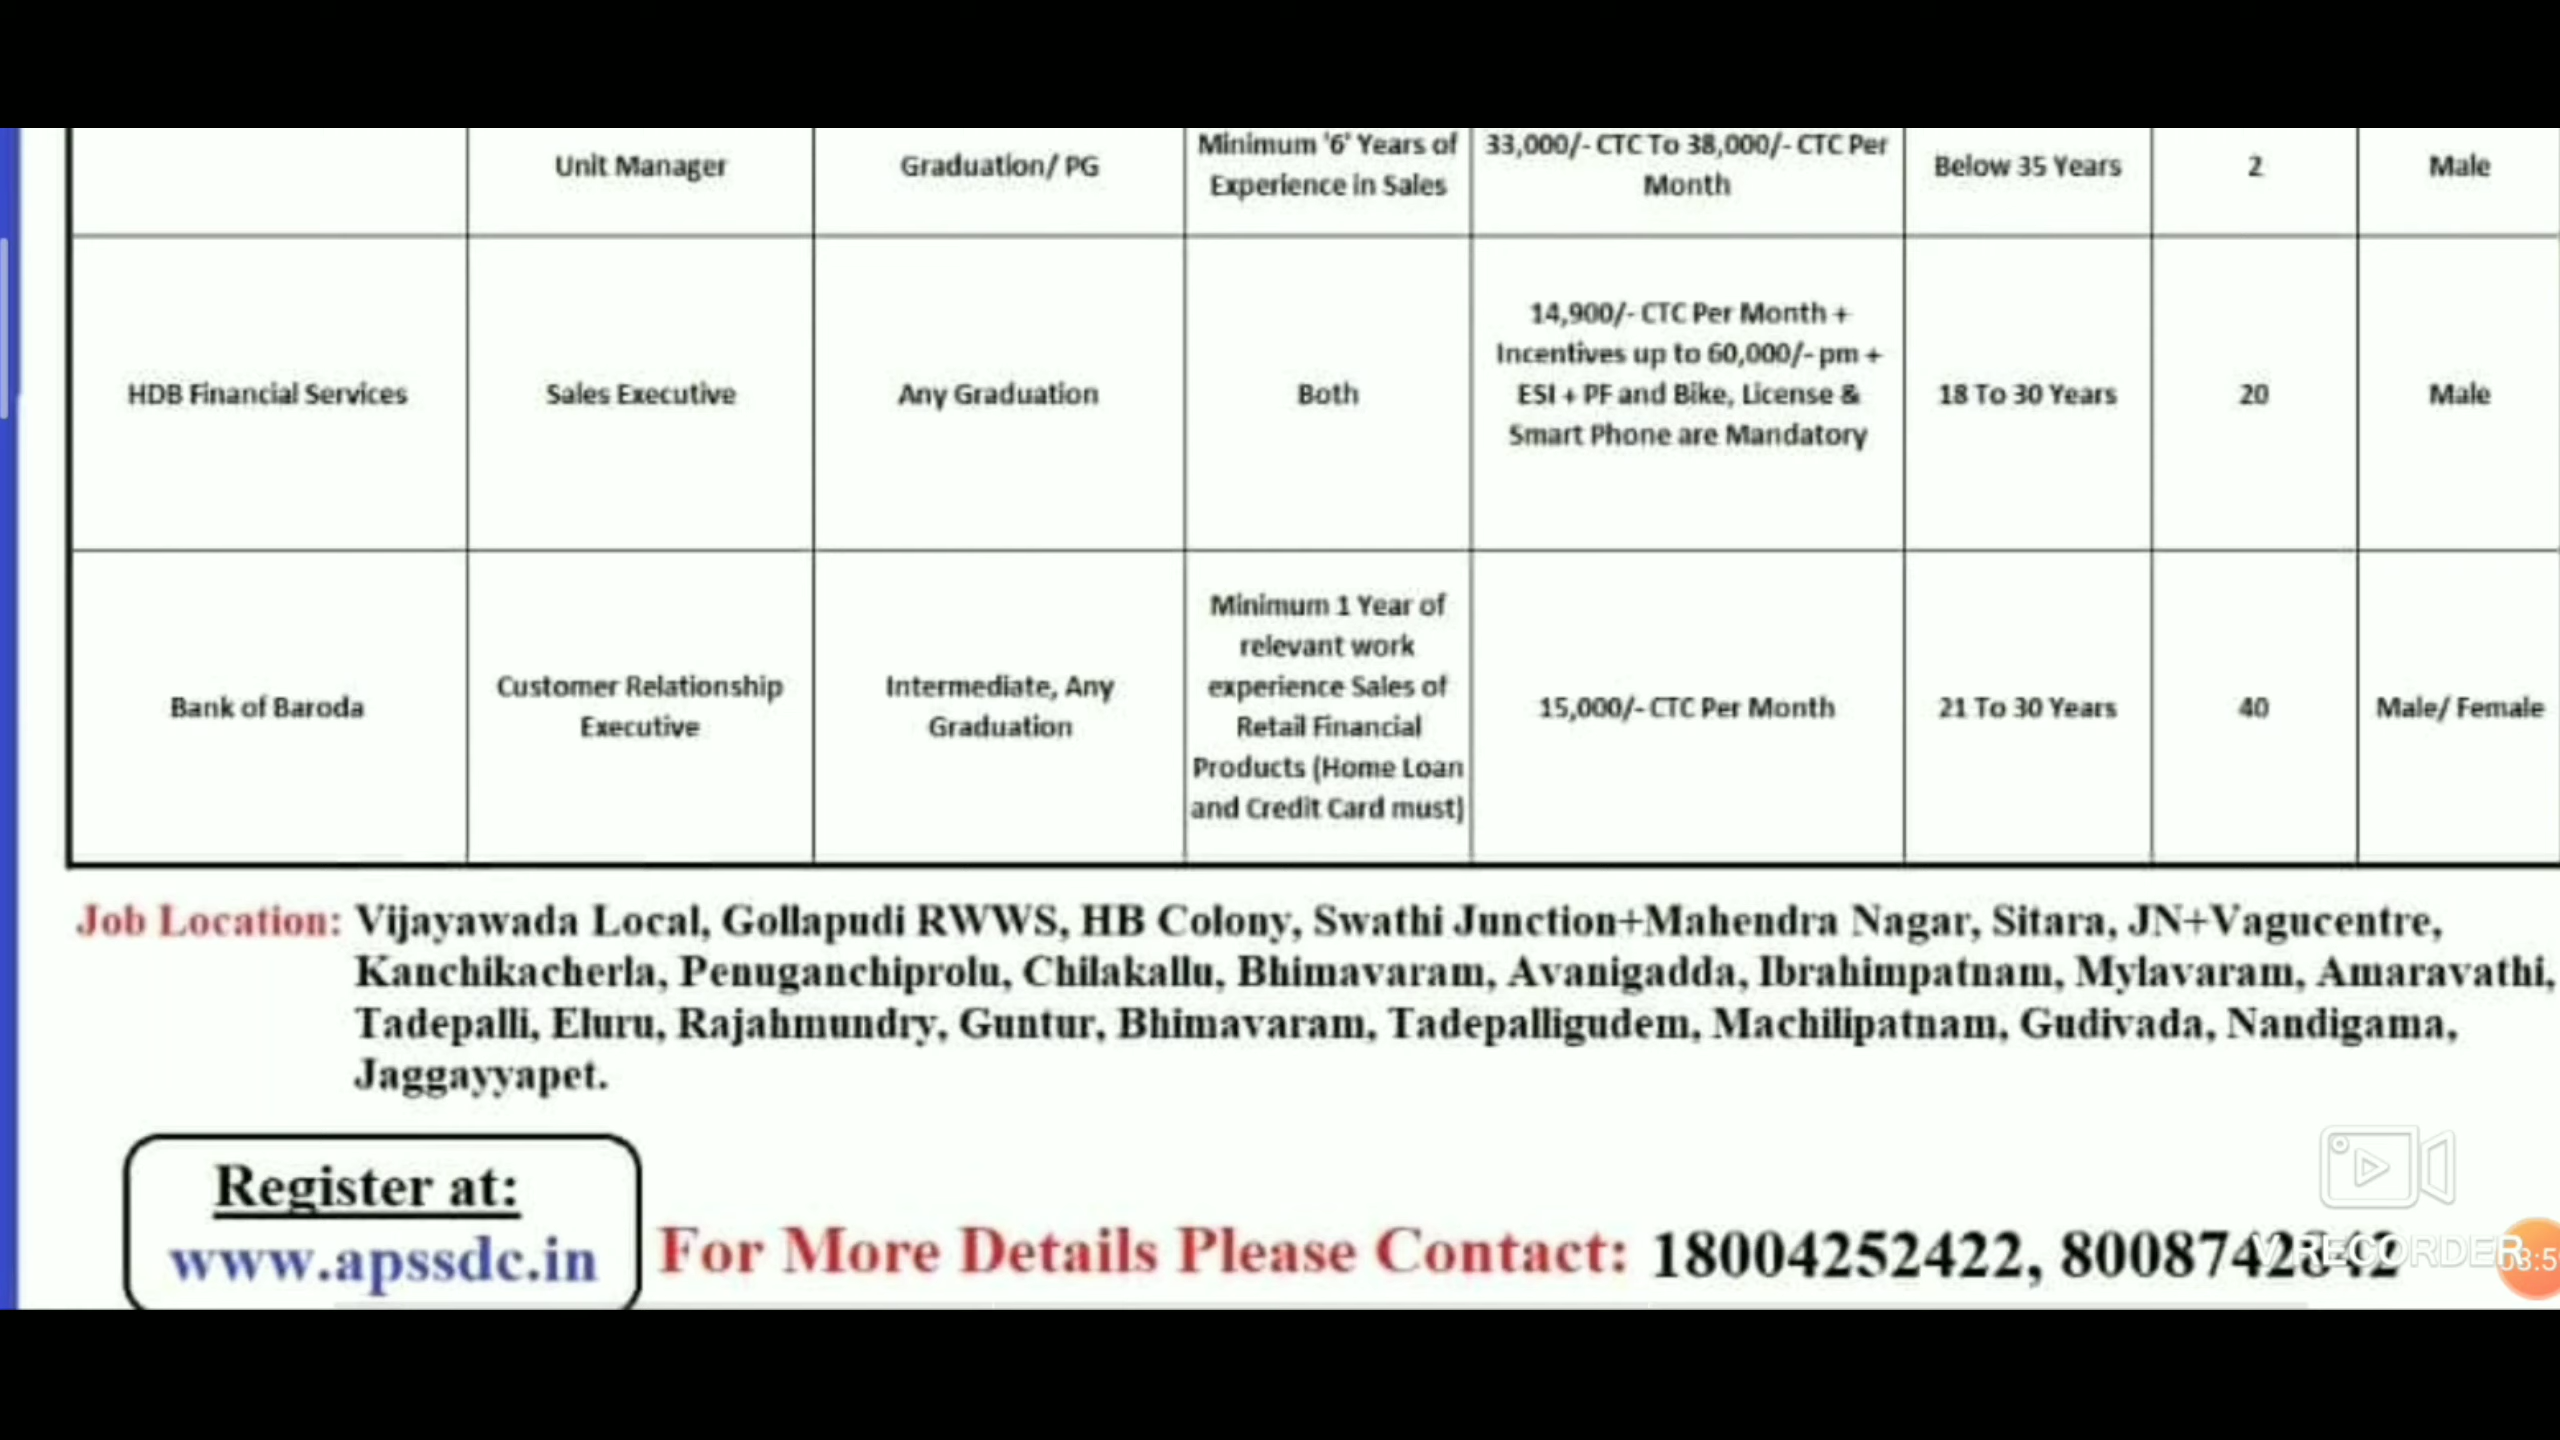 Unit Manager
Graduation/ PG
Minimum '6' Years of
Experience in Sales
33,000/- CTC To 38,000/- CTC Per
Month
Below 35 Years
2
Male
HDB Financial Services
Sales Executive
Any Graduation
Both
14,900/- CTC Per Month +
Incentives up to 60,000/- pm +
ESI + PF and Bike, License &
Smart Phone are Mandatory
18 To 30 Years
20
Male
Bank of Baroda
Customer Relationship
Executive
Intermediate, Any
Graduation
Minimum 1 Year of
relevant work
experience Sales of
Retail Financial
Products (Home Loan
and Credit Card must)
15,000/- CTC Per Month
21 To 30 Years
40
Male/ Female
Job Location: Vijayawada Local, Gollapudi RWWS, HB Colony, Swathi Junction+Mahendra Nagar, Sitara, JN+Vagucentre,
Kanchikacherla, Penuganchiprolu, Chilakallu, Bhimavaram, Avanigadda, Ibrahimpatnam, Mylavaram, Amaravathi,
Tadepalli, Eluru, Rajahmundry, Guntur, Bhimavaram, Tadepalligudem, Machilipatnam, Gudivada, Nandigama,
Jaggayyapet.
Register at:
www.apssdc.in
For More Details Please Contact: 18004252422,
RECORDER